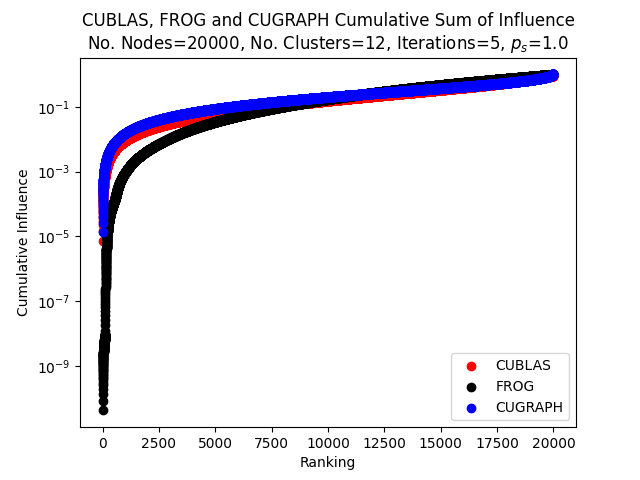 CUBLAS, FROG and CUGRAPH Cumulative Sum of Influence
No. Nodes=20000, No. Clusters=12, Iterations=5, $p_s$=1.0
Cumulative Influence
10⁻¹
10⁻³
10⁻⁵
10⁻⁷
10⁻⁹
CUBLAS
FROG
CUGRAPH
0 2500 5000 7500 10000 12500 15000 17500 20000
Ranking